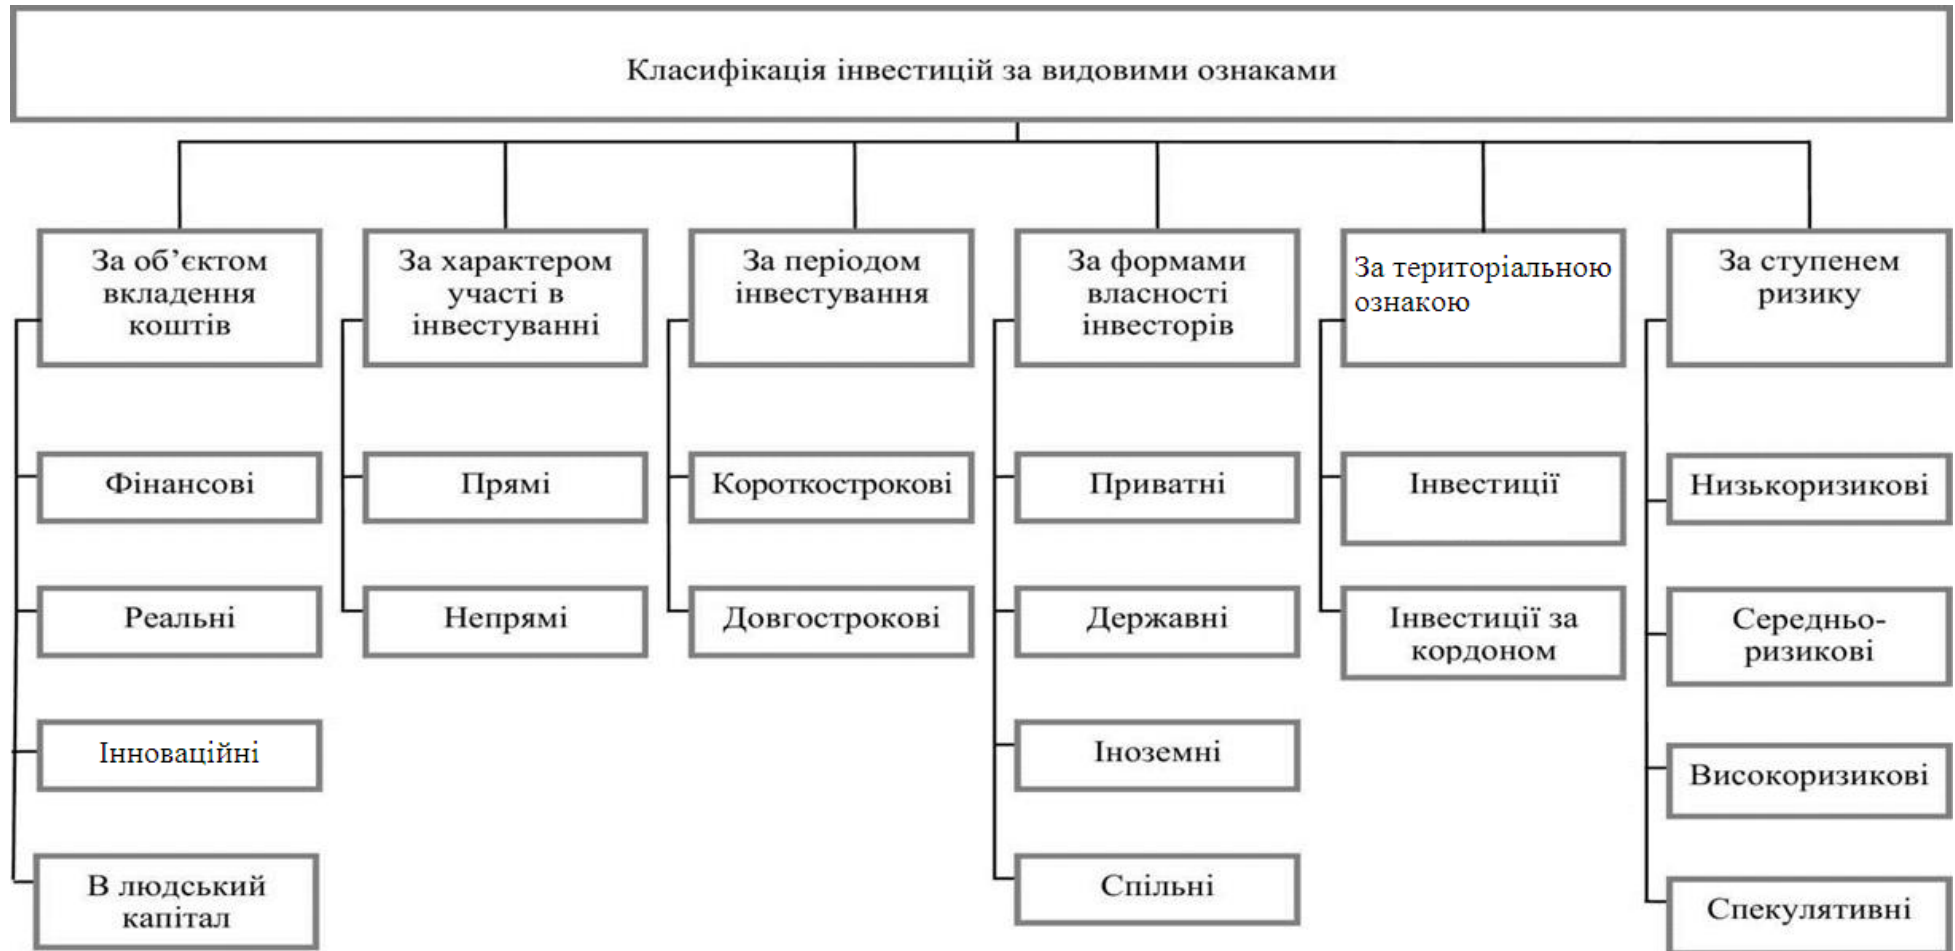 Класифікація інвестицій за видовими ознаками
За об’єктом
вкладення
коштів
Фінансові
Реальні
Інноваційні
В людський
капітал
За характером
участі в
інвестуванні
Прямі
Непрямі
За періодом
інвестування
Короткострокові
Довгострокові
За формами
власності
інвесторів
Приватні
Державні
Іноземні
Спільні
За територіальною
ознакою
Інвестиції
Інвестиції за
кордоном
За ступенем
ризику
Низькоризикові
Середньо-
ризикові
Високоризикові
Спекулятивні